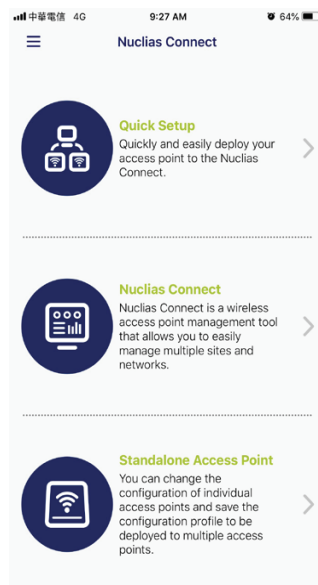 中華電信 4G 9:27 AM 64%
Nuclias Connect
Quick Setup
Quickly and easily deploy your
access point to the Nuclias
Connect.
Nuclias Connect
Nuclias Connect is a wireless
access point management tool
that allows you to easily
manage multiple sites and
networks.
Standalone Access Point
You can change the
configuration of individual
access points and save the
configuration profile to be
deployed to multiple access
points.